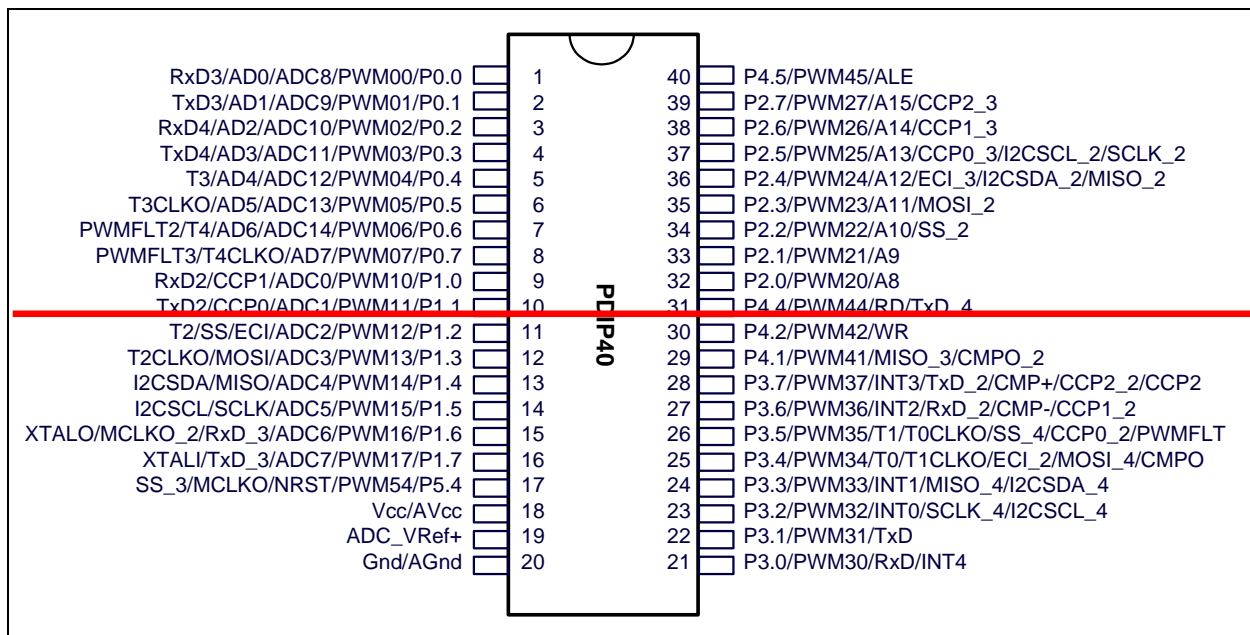 RxD3/AD0/ADC8/PWM00/P0.0 1 40 P4.5/PWM45/ALE
TxD3/AD1/ADC9/PWM01/P0.1 2 39 P2.7/PWM27/A15/CCP2_3
RxD4/AD2/ADC10/PWM02/P0.2 3 38 P2.6/PWM26/A14/CCP1_3
TxD4/AD3/ADC11/PWM03/P0.3 4 37 P2.5/PWM25/A13/CCP0_3/I2CSCL_2/SCLK_2
T3/AD4/ADC12/PWM04/P0.4 5 36 P2.4/PWM24/A12/ECI_3/I2CSDA_2/MISO_2
T3CLKO/AD5/ADC13/PWM05/P0.5 6 35 P2.3/PWM23/A11/MOSI_2
PWMFLT2/T4/AD6/ADC14/PWM06/P0.6 7 34 P2.2/PWM22/A10/SS_2
PWMFLT3/T4CLKO/AD7/PWM07/P0.7 8 33 P2.1/PWM21/A9
RxD2/CCP1/ADC0/PWM10/P1.0 9 32 P2.0/PWM20/A8
TxD2/CCP0/ADC1/PWM11/P1.1 10 31 P4.4/PWM44/RD/TxD_4
PDIP40
T2/SS/ECI/ADC2/PWM12/P1.2 11 30 P4.2/PWM42/WR
T2CLKO/MOSI/ADC3/PWM13/P1.3 12 29 P4.1/PWM41/MISO_3/CMPO_2
I2CSDA/MISO/ADC4/PWM14/P1.4 13 28 P3.7/PWM37/INT3/TxD_2/CMP+/CCP2_2/CCP2
I2CSCL/SCLK/ADC5/PWM15/P1.5 14 27 P3.6/PWM36/INT2/RxD_2/CMP-/CCP1_2
XTALO/MCLKO_2/RxD_3/ADC6/PWM16/P1.6 15 26 P3.5/PWM35/T1/T0CLKO/SS_4/CCP0_2/PWMFLT
XTALI/TxD_3/ADC7/PWM17/P1.7 16 25 P3.4/PWM34/T0/T1CLKO/ECI_2/MOSI_4/CMPO
SS_3/MCLKO/NRST/PWM54/P5.4 17 24 P3.3/PWM33/INT1/MISO_4/I2CSDA_4
Vcc/AVcc 18 23 P3.2/PWM32/INT0/SCLK_4/I2CSCL_4
ADC_VRef+ 19 22 P3.1/PWM31/TxD
Gnd/AGnd 20 21 P3.0/PWM30/RxD/INT4